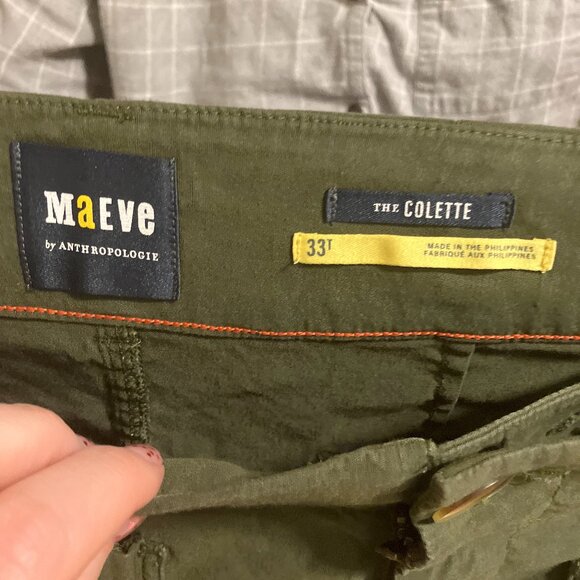 MaEVe
by ANTHROPOLOGIE
THE COLETTE
33T
MADE IN THE PHILIPPINES
FABRIQUE AUX PHILIPPINES